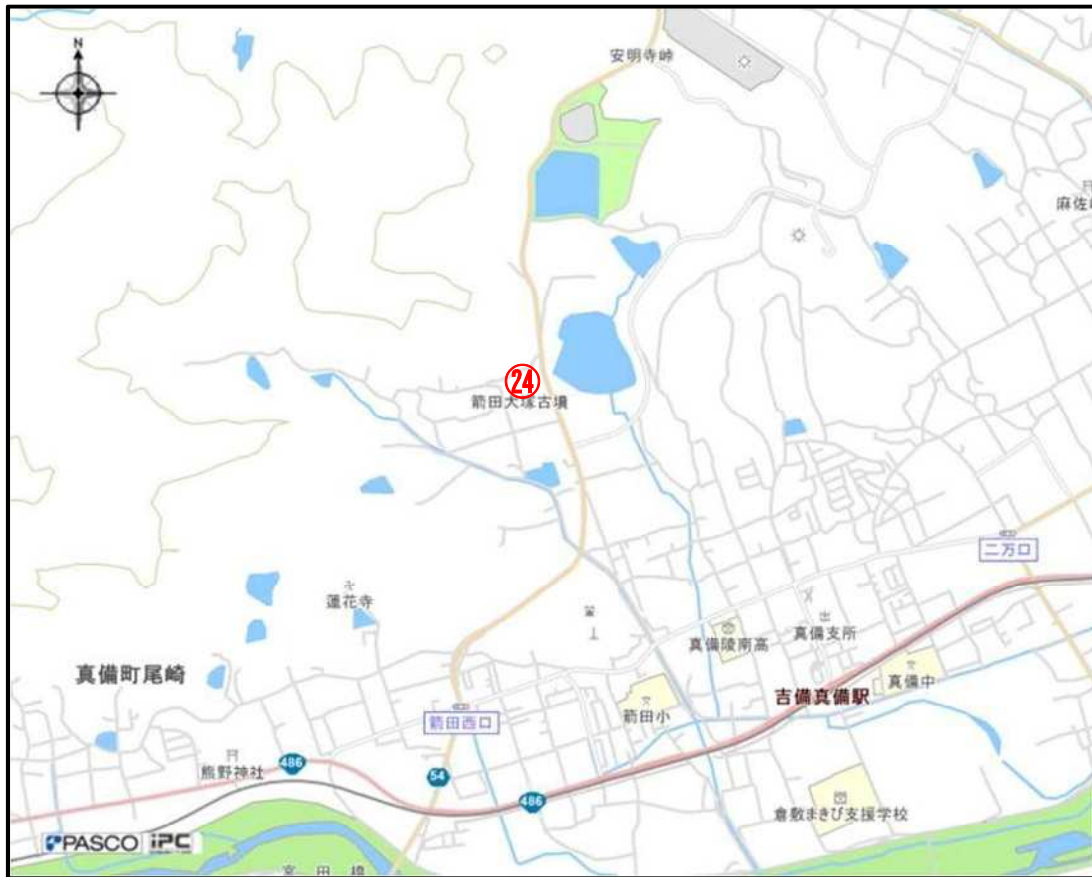 N
安明寺峠
麻佐
24
箭田大塚古墳
二万口
蓮花寺
真備陵南高
真備支所
真備町尾崎
真備中
吉備真備駅
箭田小
箭田西口
熊野神社
486
54
486
倉敷まきび支援学校
PASCO iPC
宮田橋